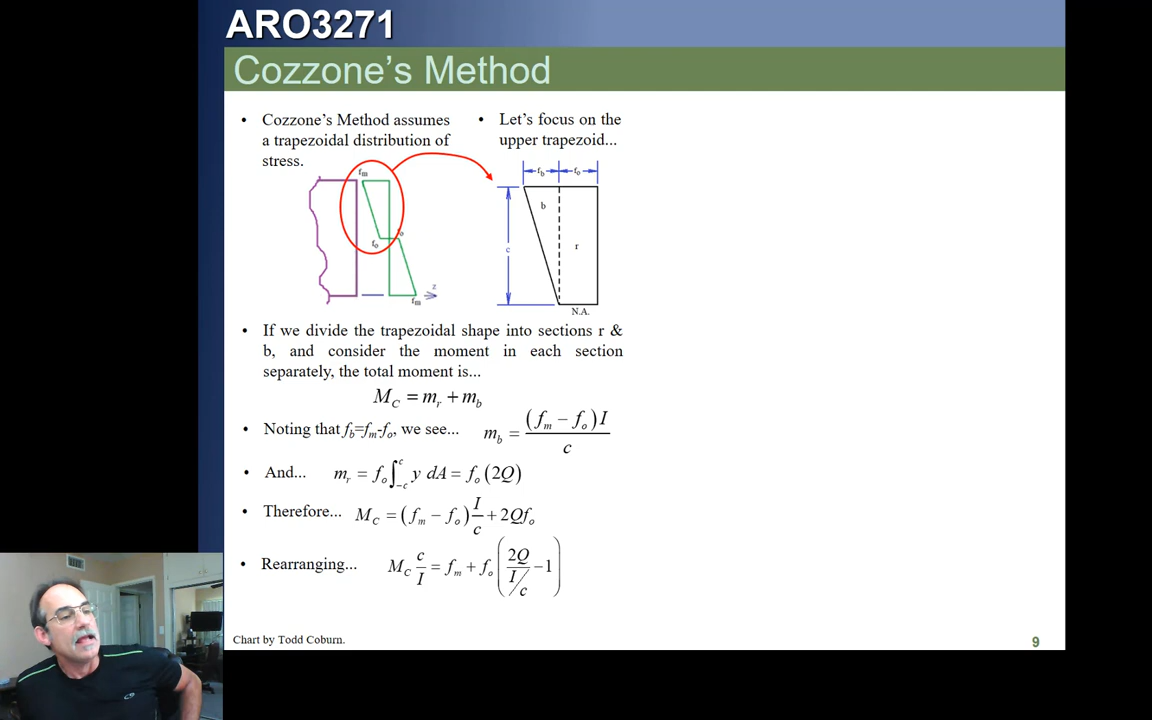 ARO3271
Cozzone's Method
• Cozzone's Method assumes
a trapezoidal distribution of
stress.
• Let's focus on the
upper trapezoid...
fm
fo
fo
z
fm
fb
fo
b
c
r
N.A.
• If we divide the trapezoidal shape into sections r &
b, and consider the moment in each section
separately, the total moment is...
M_C = m_r + m_b
• Noting that fb=fm-fo, we see... m_b = (f_m − f_o)I / c
• And... m_r = f_o ∫_{-c}^{c} y dA = f_o (2Q)
• Therefore... M_C = (f_m − f_o) I/c + 2Qf_o
• Rearranging... M_C c/I = f_m + f_o (2Q/(I/c) − 1)
Chart by Todd Coburn.
9